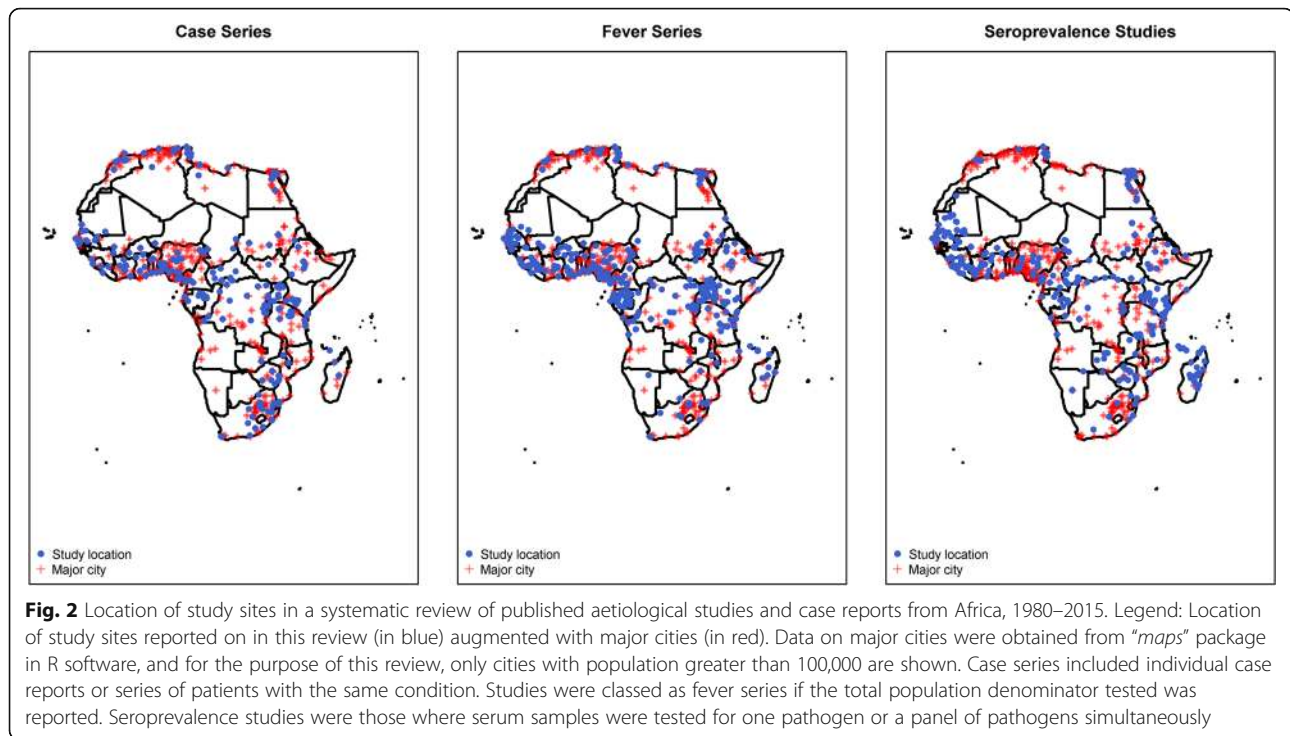 Case Series
Fever Series
Seroprevalence Studies
Study location
Major city
Study location
Major city
Study location
Major city
Fig. 2 Location of study sites in a systematic review of published aetiological studies and case reports from Africa, 1980–2015. Legend: Location
of study sites reported on in this review (in blue) augmented with major cities (in red). Data on major cities were obtained from “maps” package
in R software, and for the purpose of this review, only cities with population greater than 100,000 are shown. Case series included individual case
reports or series of patients with the same condition. Studies were classed as fever series if the total population denominator tested was
reported. Seroprevalence studies were those where serum samples were tested for one pathogen or a panel of pathogens simultaneously